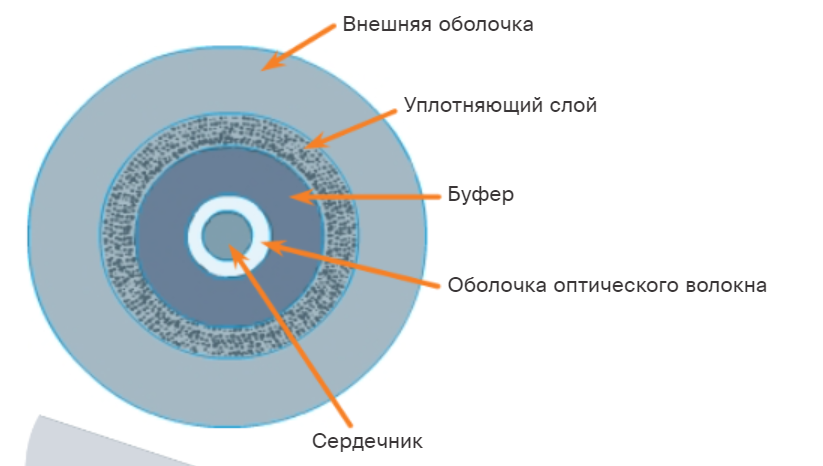 Внешняя оболочка
Уплотняющий слой
Буфер
Оболочка оптического волокна
Сердечник